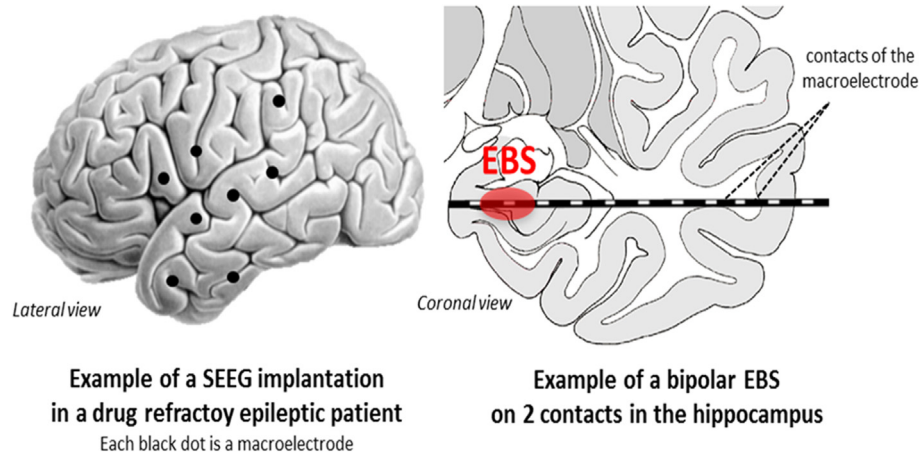 contacts of the
macroelectrode
EBS
Lateral view
Coronal view
Example of a SEEG implantation
in a drug refractoy epileptic patient
Each black dot is a macroelectrode
Example of a bipolar EBS
on 2 contacts in the hippocampus